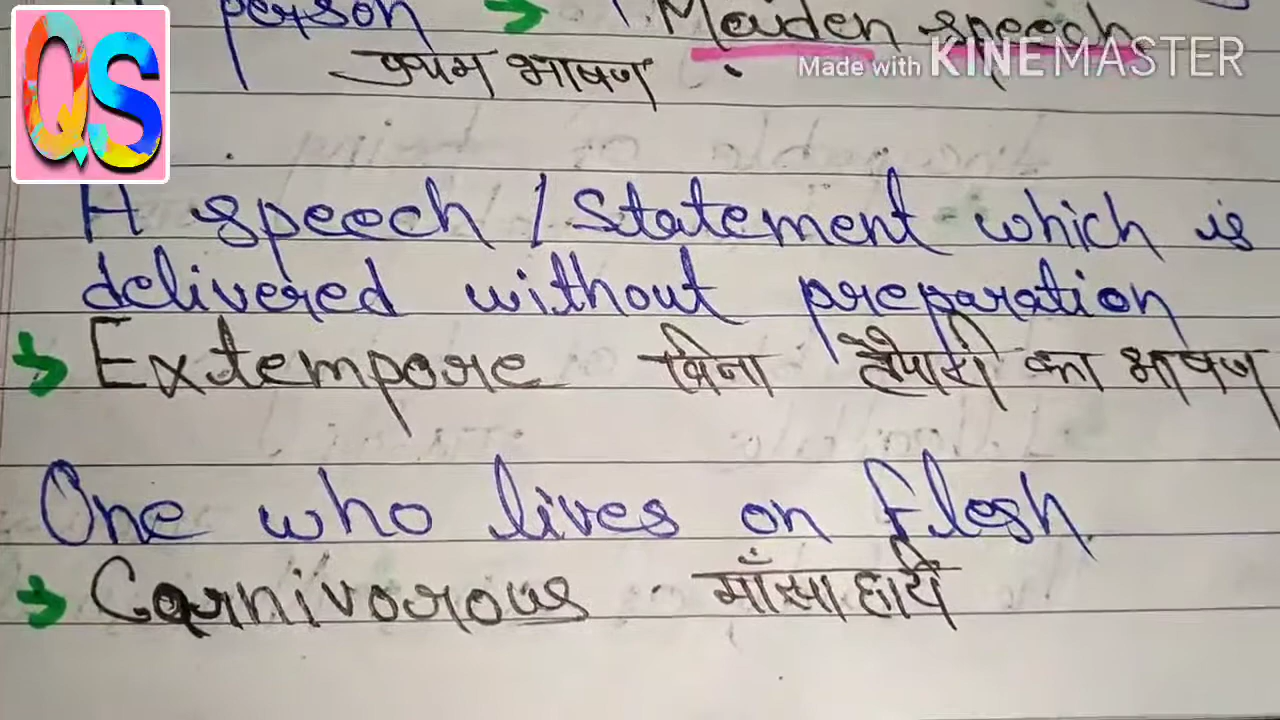 person → Maiden speech
प्रथम भाषण
Made with KINEMASTER
QS
A speech / Statement which is
delivered without preparation
→ Extempore बिना तैयारी का भाषण
One who lives on flesh
→ Carnivorous माँसाहारी